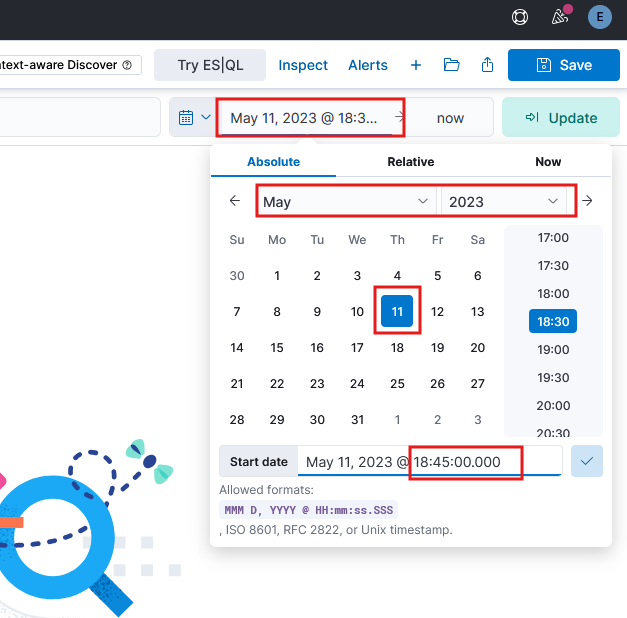 E
text-aware Discover
Try ES|QL
Inspect
Alerts
Save
May 11, 2023 @ 18:3...
now
Update
Absolute
Relative
Now
May
2023
Su Mo Tu We Th Fr Sa
30 1 2 3 4 5 6
7 8 9 10 11 12 13
14 15 16 17 18 19 20
21 22 23 24 25 26 27
28 29 30 31 1 2 3
17:00
17:30
18:00
18:30
19:00
19:30
20:00
20:30
Start date
May 11, 2023 @ 18:45:00.000
Allowed formats:
MMM D, YYYY @ HH:mm:ss.SSS
, ISO 8601, RFC 2822, or Unix timestamp.